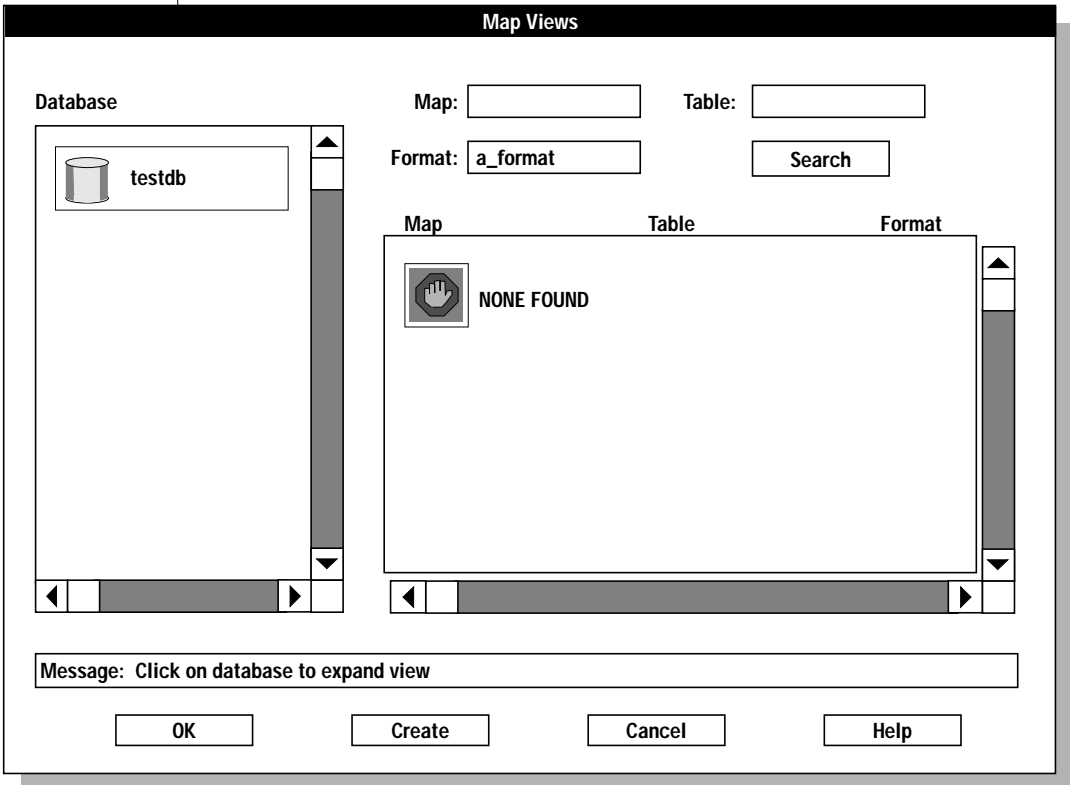 Map Views
Database
Map:
Table:
testdb
Format: a_format
Search
Map Table Format
NONE FOUND
Message: Click on database to expand view
OK Create Cancel Help